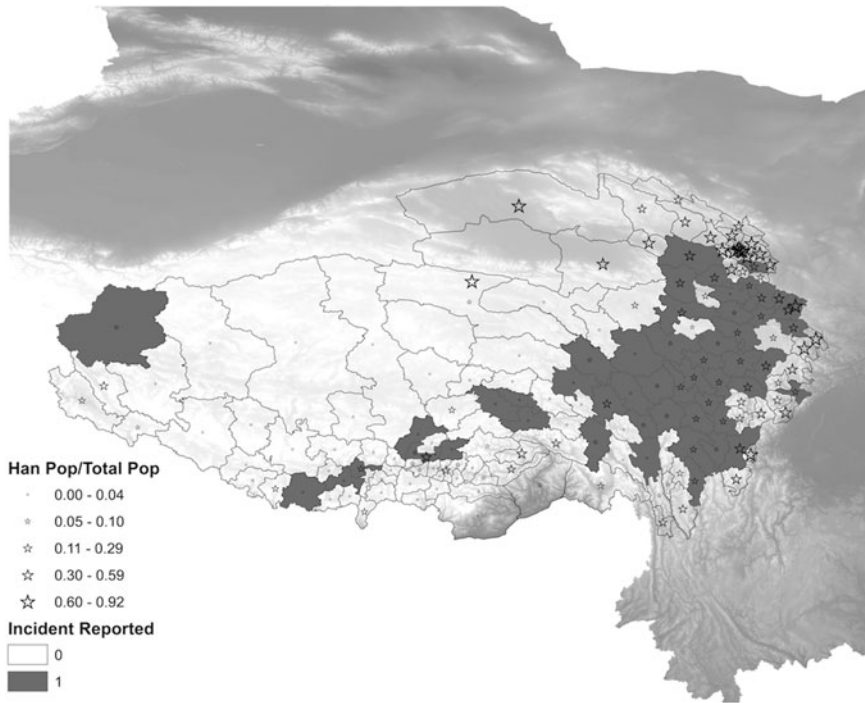 Han Pop/Total Pop
0.00 - 0.04
0.05 - 0.10
0.11 - 0.29
0.30 - 0.59
0.60 - 0.92
Incident Reported
0
1